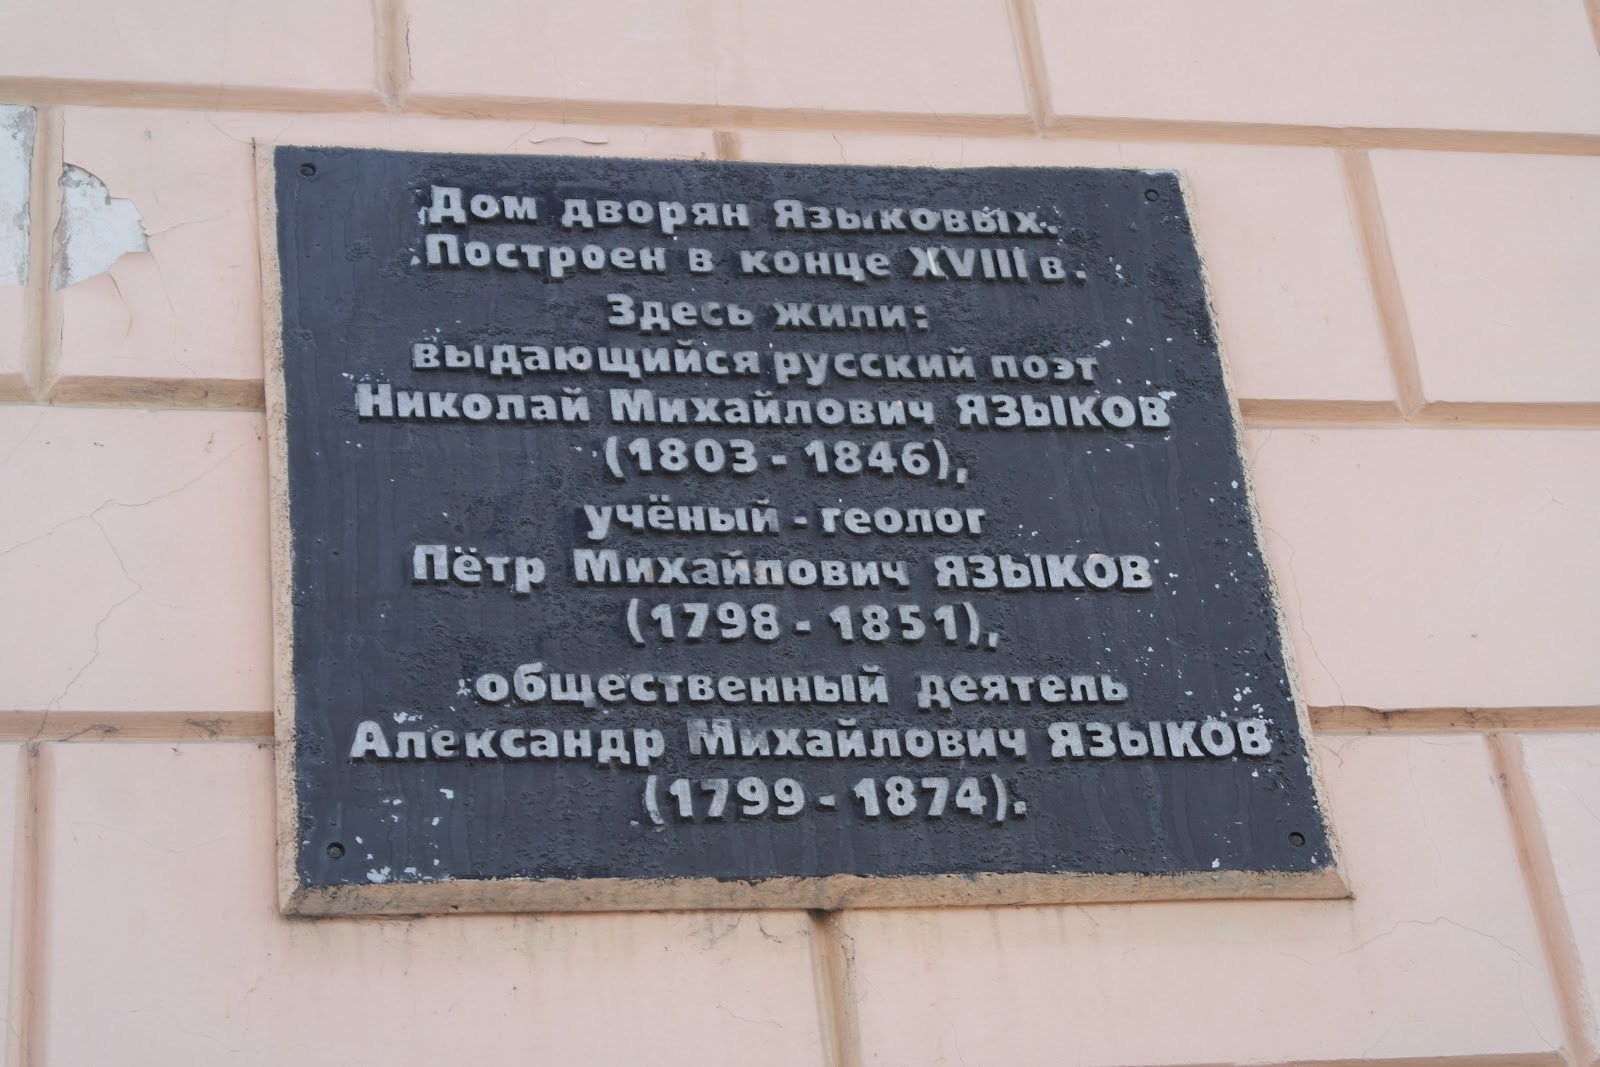 Дом дворян Языковых.
Построен в конце XVIII в.
Здесь жили:
выдающийся русский поэт
Николай Михайлович ЯЗЫКОВ
(1803 - 1846),
учёный - геолог
Пётр Михайлович ЯЗЫКОВ
(1798 - 1851),
общественный деятель
Александр Михайлович ЯЗЫКОВ
(1799 - 1874).